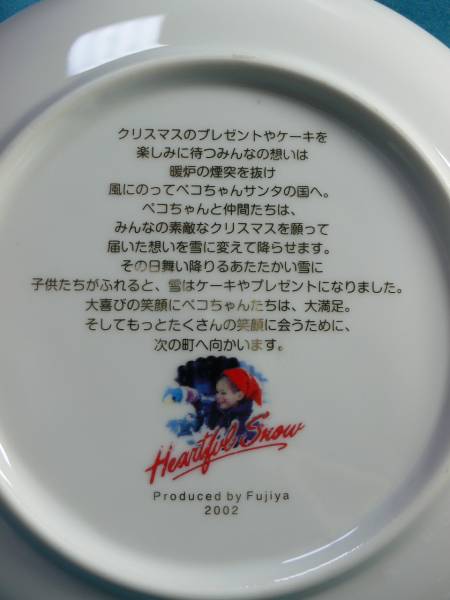 クリスマスのプレゼントやケーキを
楽しみに待つみんなの想いは
暖炉の煙突を抜け
風にのってペコちゃんサンタの国へ。
ペコちゃんと仲間たちは、
みんなの素敵なクリスマスを願って
届いた想いを雪に変えて降らせます。
その日舞い降りるあたたかい雪に
子供たちがふれると、雪はケーキやプレゼントになりました。
大喜びの笑顔にペコちゃんたちは、大満足。
そしてもっとたくさんの笑顔に会うために、
次の町へ向かいます。
Heartful Snow
Produced by Fujiya
2002